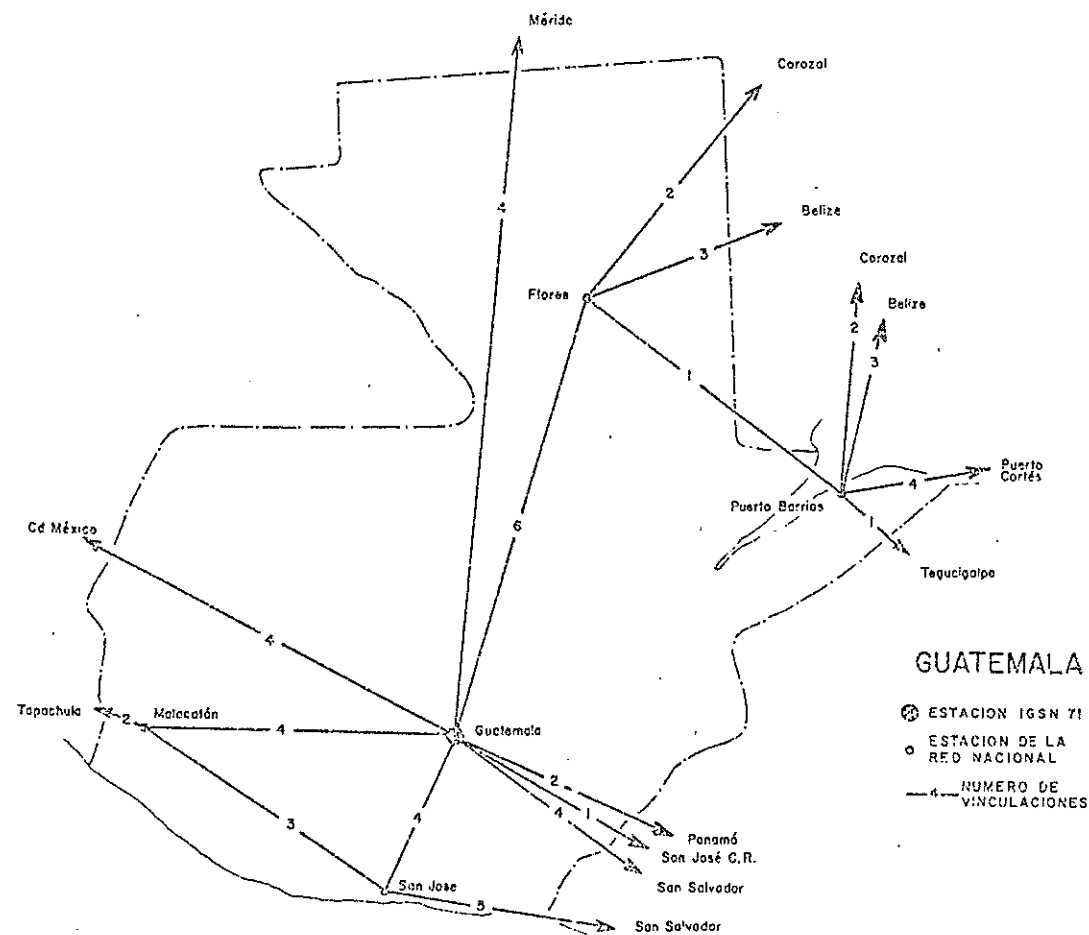 Mérida
Corozal
2
4
Belize
3
Flores
Corozal
Belize
2
3
1
Puerto
Cortés
4
Puerto Barrios
1
Tegucigalpa
6
Cd México
4
GUATEMALA
Tapachula
2
Malacatán
4
Guatemala
ESTACION IGSN 71
ESTACION DE LA
RED NACIONAL
4 NUMERO DE
VINCULACIONES
2
1
4
3
4
Panamá
San José C.R.
San Salvador
San Jose
5
San Salvador